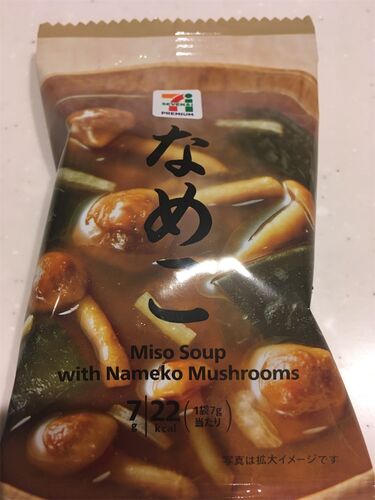 SEVEN
PREMIUM
なめこ
Miso Soup
with Nameko Mushrooms
7g 22kcal (1袋7g当たり)
写真は拡大イメージです